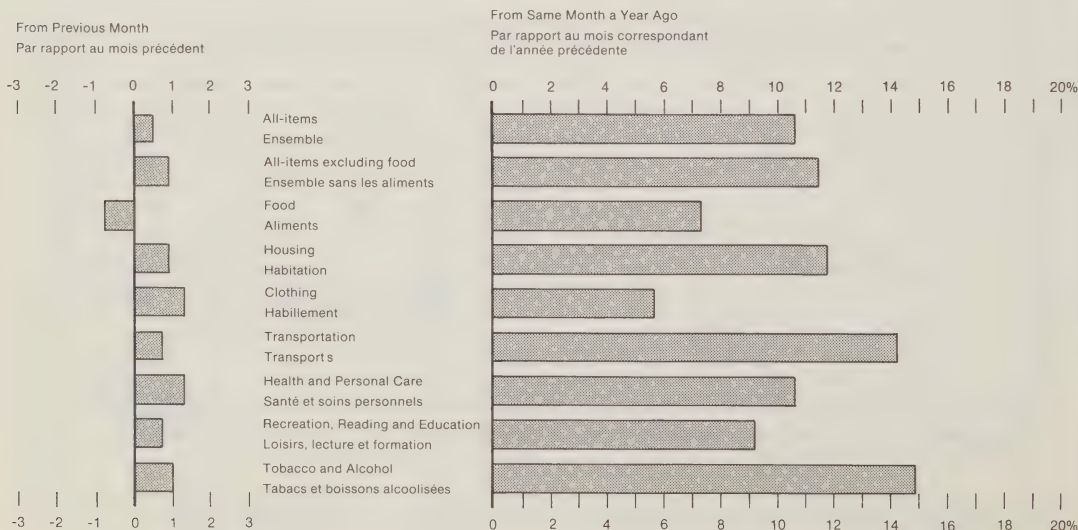 From Previous Month
Par rapport au mois précédent
From Same Month a Year Ago
Par rapport au mois correspondant
de l'année précédente
-3 -2 -1 0 1 2 3
0 2 4 6 8 10 12 14 16 18 20%
All-items
Ensemble
All-items excluding food
Ensemble sans les aliments
Food
Aliments
Housing
Habitation
Clothing
Habillement
Transportation
Transports
Health and Personal Care
Santé et soins personnels
Recreation, Reading and Education
Loisirs, lecture et formation
Tobacco and Alcohol
Tabacs et boissons alcoolisées
-3 -2 -1 0 1 2 3
0 2 4 6 8 10 12 14 16 18 20%